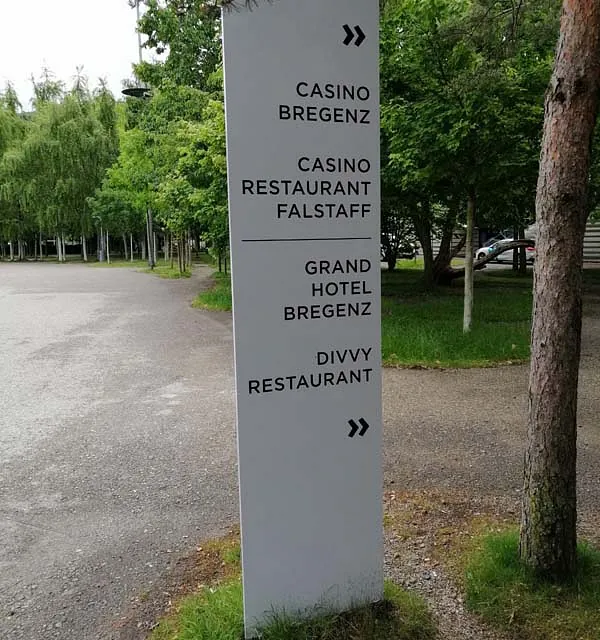 »
CASINO
BREGENZ
CASINO
RESTAURANT
FALSTAFF
GRAND
HOTEL
BREGENZ
DIVVY
RESTAURANT
»